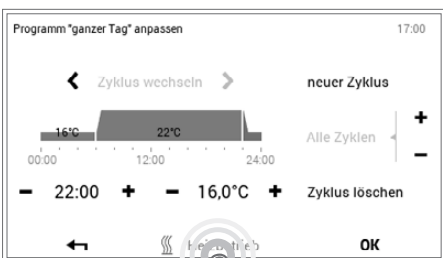 Programm "ganzer Tag" anpassen 17:00
Zyklus wechseln neuer Zyklus
16°C 22°C
Alle Zyklen
00:00 12:00 24:00
22:00 16,0°C Zyklus löschen
OK